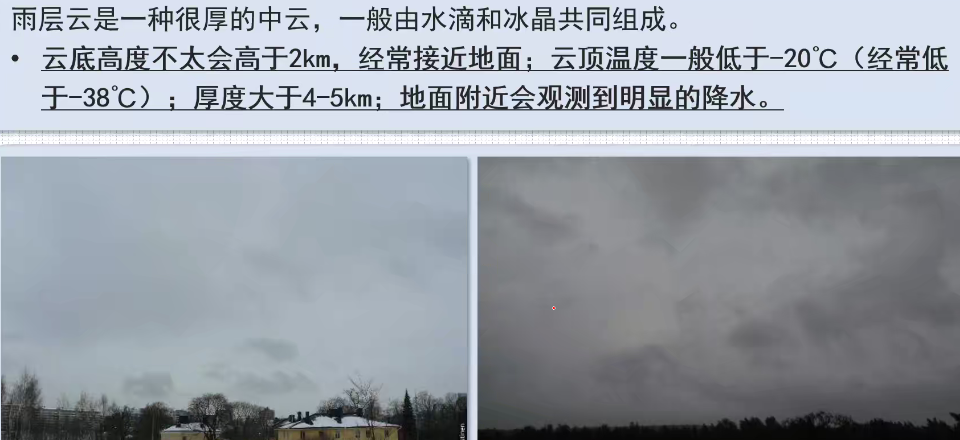 雨层云是一种很厚的中云，一般由水滴和冰晶共同组成。
• 云底高度不太会高于2km，经常接近地面；云顶温度一般低于-20℃（经常低
于-38℃）；厚度大于4-5km；地面附近会观测到明显的降水。